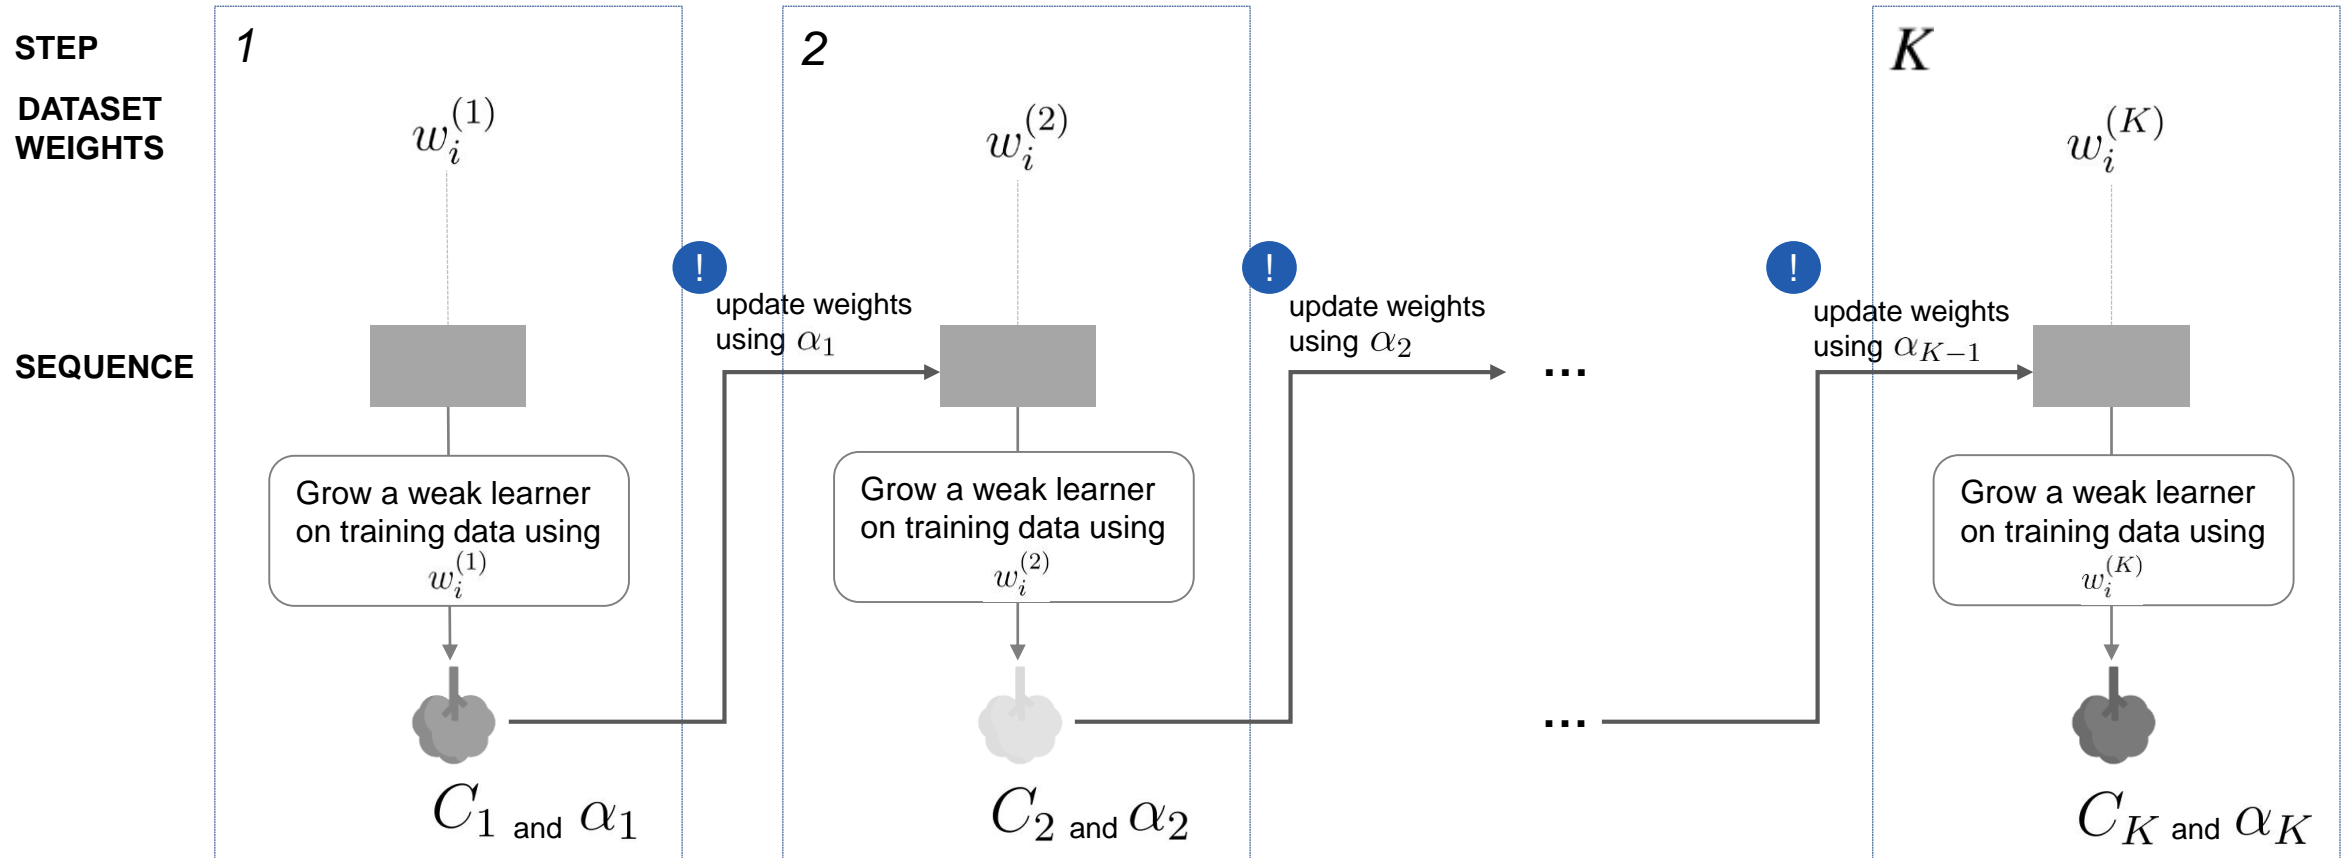 STEP
1
2
K
DATASET
WEIGHTS
w_i^{(1)}
w_i^{(2)}
w_i^{(K)}
!
!
!
update weights
using α_1
update weights
using α_2
update weights
using α_{K−1}
SEQUENCE
...
Grow a weak learner
on training data using
w_i^{(1)}
Grow a weak learner
on training data using
w_i^{(2)}
Grow a weak learner
on training data using
w_i^{(K)}
...
C_1 and α_1
C_2 and α_2
C_K and α_K